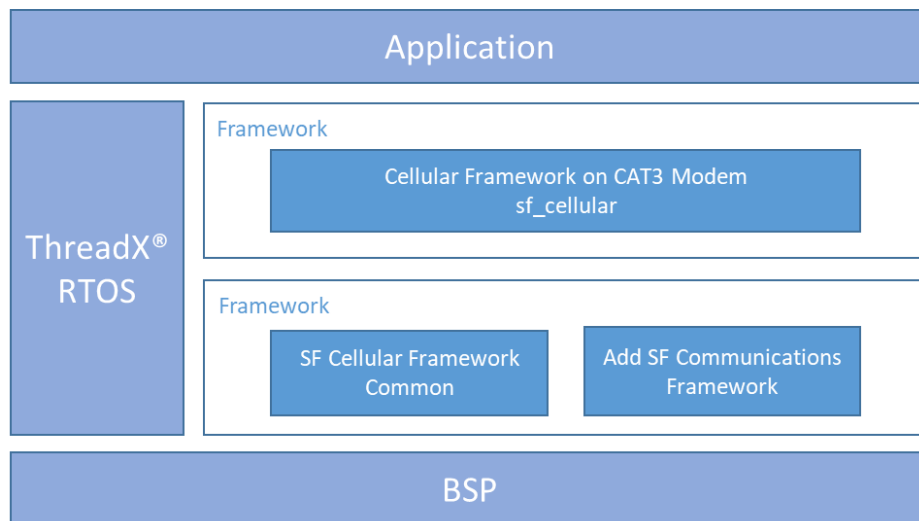 Application
ThreadX®
RTOS
Framework
Cellular Framework on CAT3 Modem
sf_cellular
Framework
SF Cellular Framework
Common
Add SF Communications
Framework
BSP